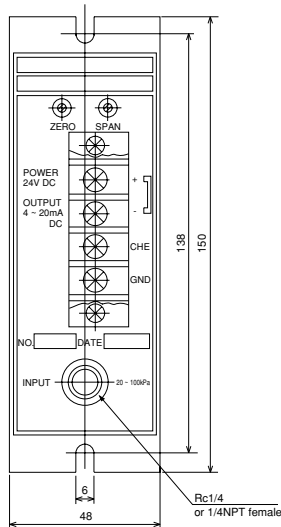 ZERO SPAN
POWER
24V DC
+
OUTPUT
4 ~ 20mA
DC
-
CHE
GND
138
150
NO. DATE
INPUT 20 ~ 100kPa
6
48
Rc1/4
or 1/4NPT female